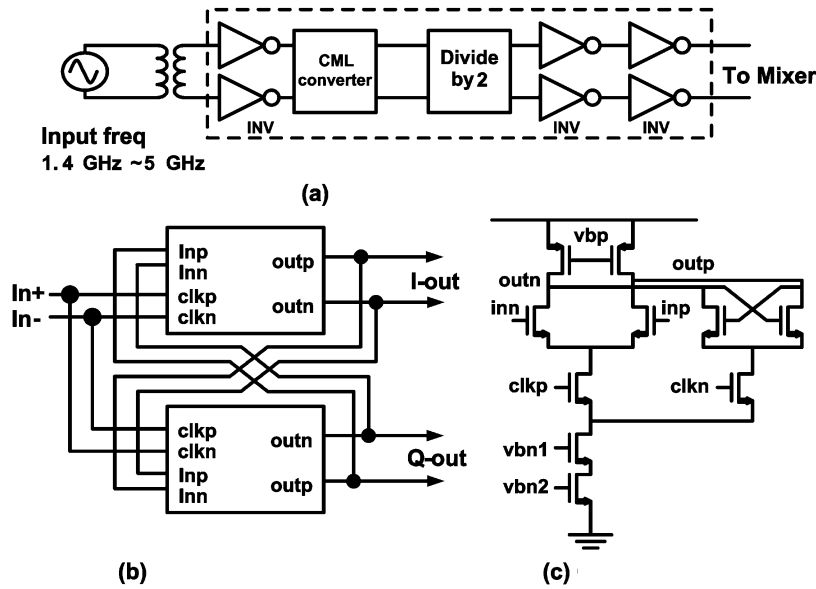 CML
converter
Divide
by 2
To Mixer
INV
INV
INV
Input freq
1. 4 GHz ~5 GHz
(a)
Inp
Inn
clkp
clkn
outp
outn
In+
In-
I-out
clkp
clkn
Inp
Inn
outn
outp
Q-out
(b)
vbp
outn
outp
inn
inp
clkp
clkn
vbn1
vbn2
(c)